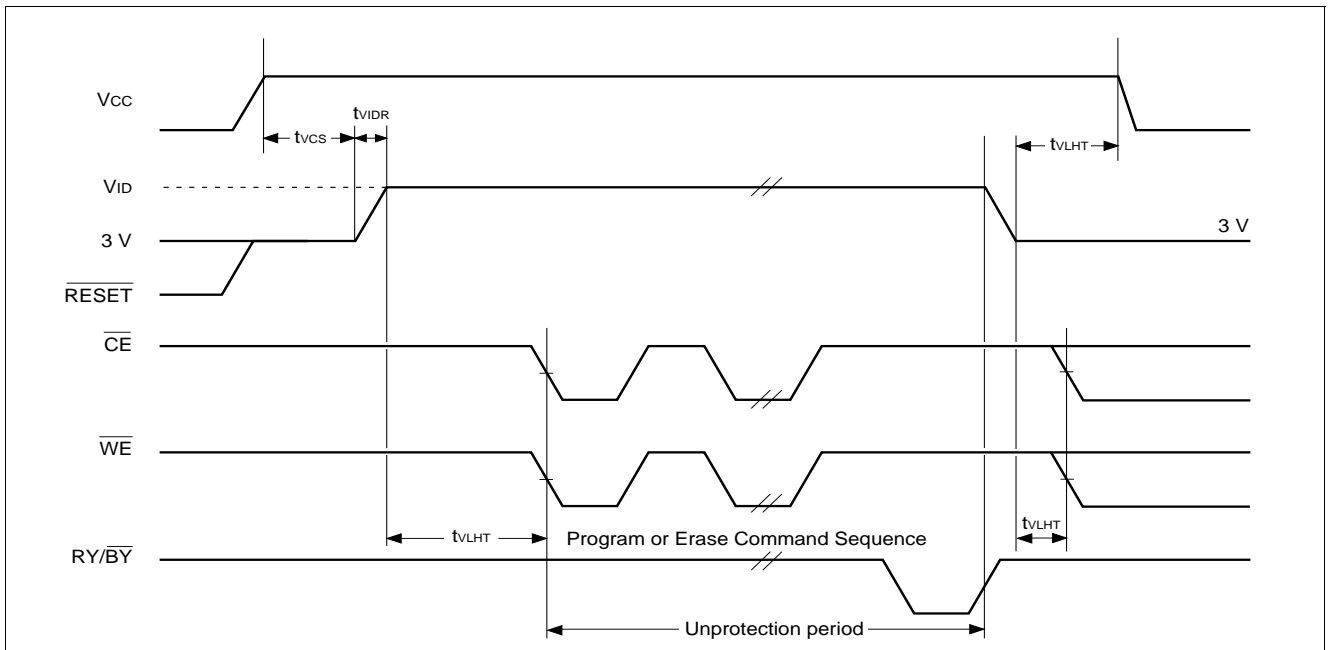 VCC
tVIDR
tVCS
tVLHT
VID
3 V
3 V
RESET
CE
WE
tVLHT
Program or Erase Command Sequence
tVLHT
RY/BY
Unprotection period